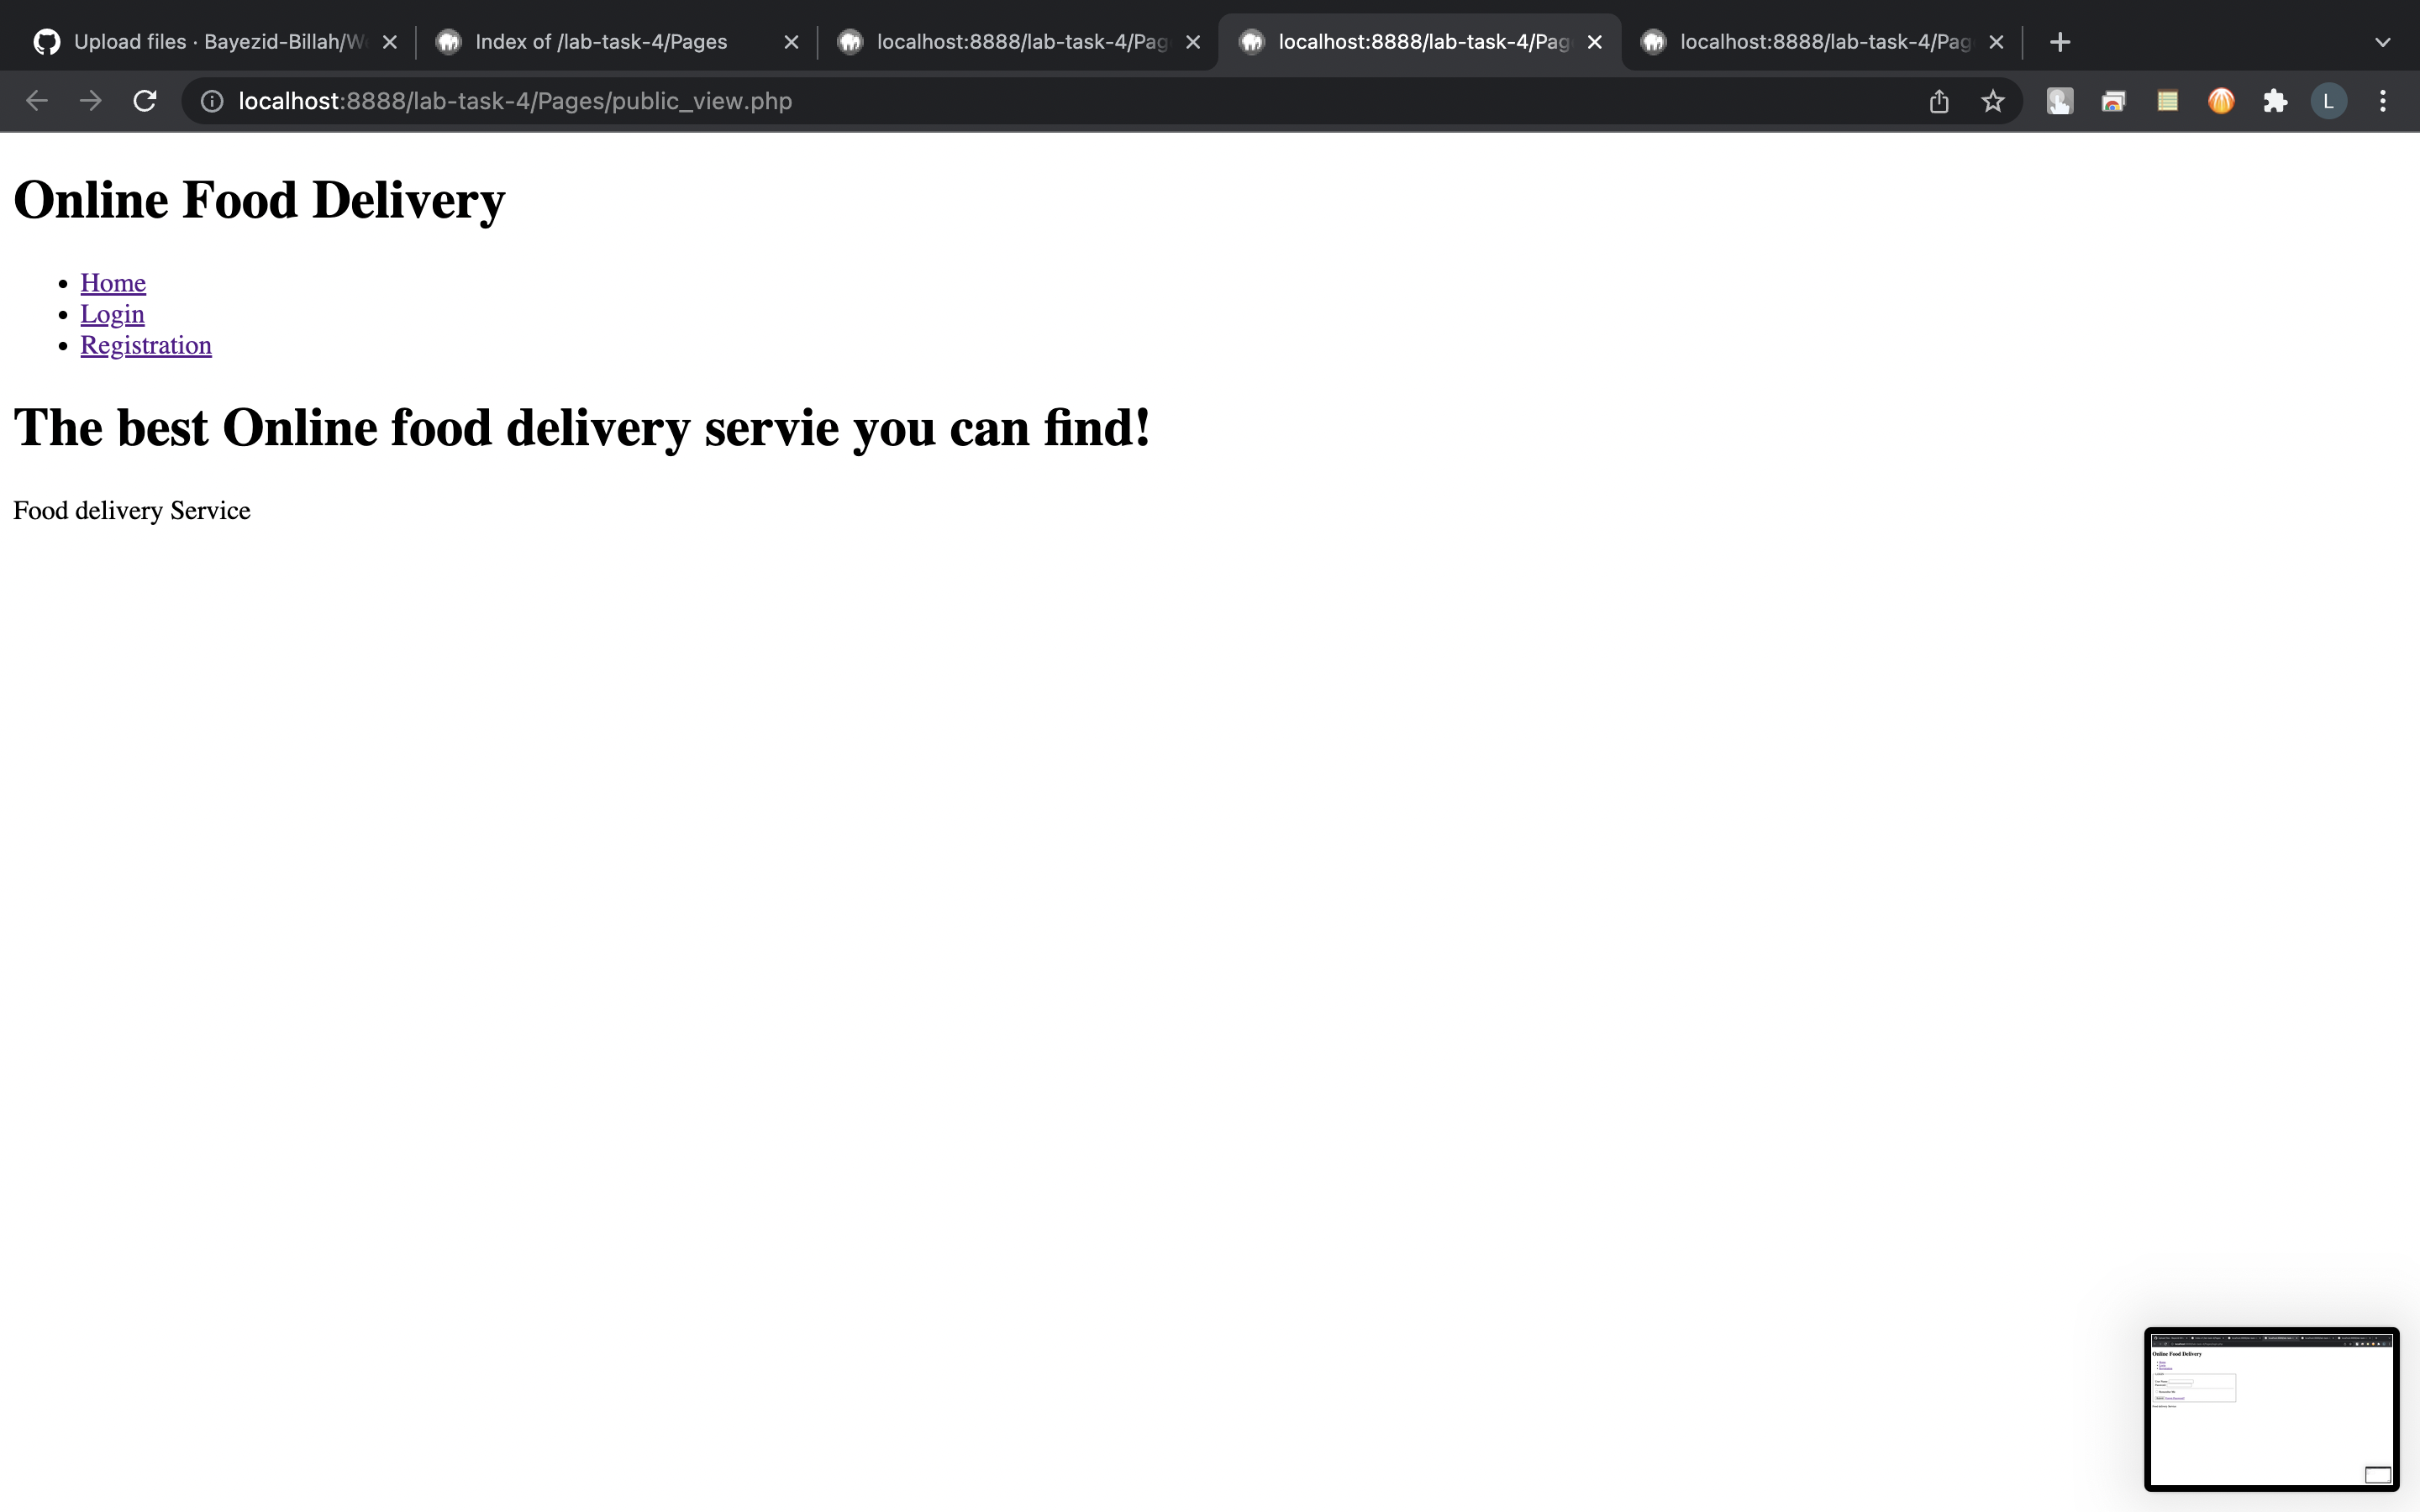 Upload files · Bayezid-Billah/W
Index of /lab-task-4/Pages
localhost:8888/lab-task-4/Pag
localhost:8888/lab-task-4/Pag
localhost:8888/lab-task-4/Pag
localhost:8888/lab-task-4/Pages/public_view.php
L
Online Food Delivery
Home
Login
Registration
The best Online food delivery servie you can find!
Food delivery Service
Online Food Delivery